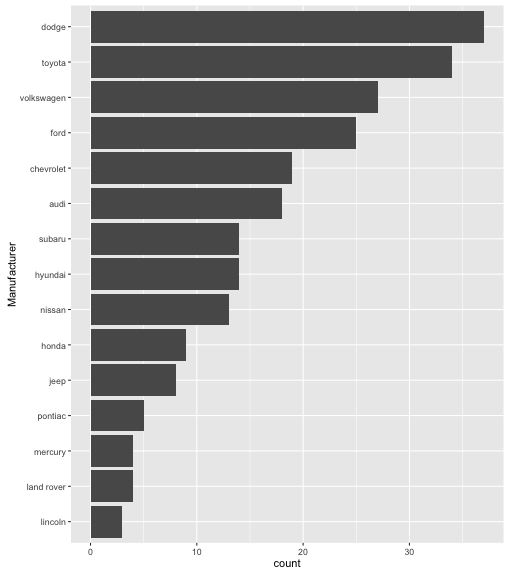 dodge
toyota
volkswagen
ford
chevrolet
audi
subaru
hyundai
nissan
honda
jeep
pontiac
mercury
land rover
lincoln
Manufacturer
0 10 20 30
count